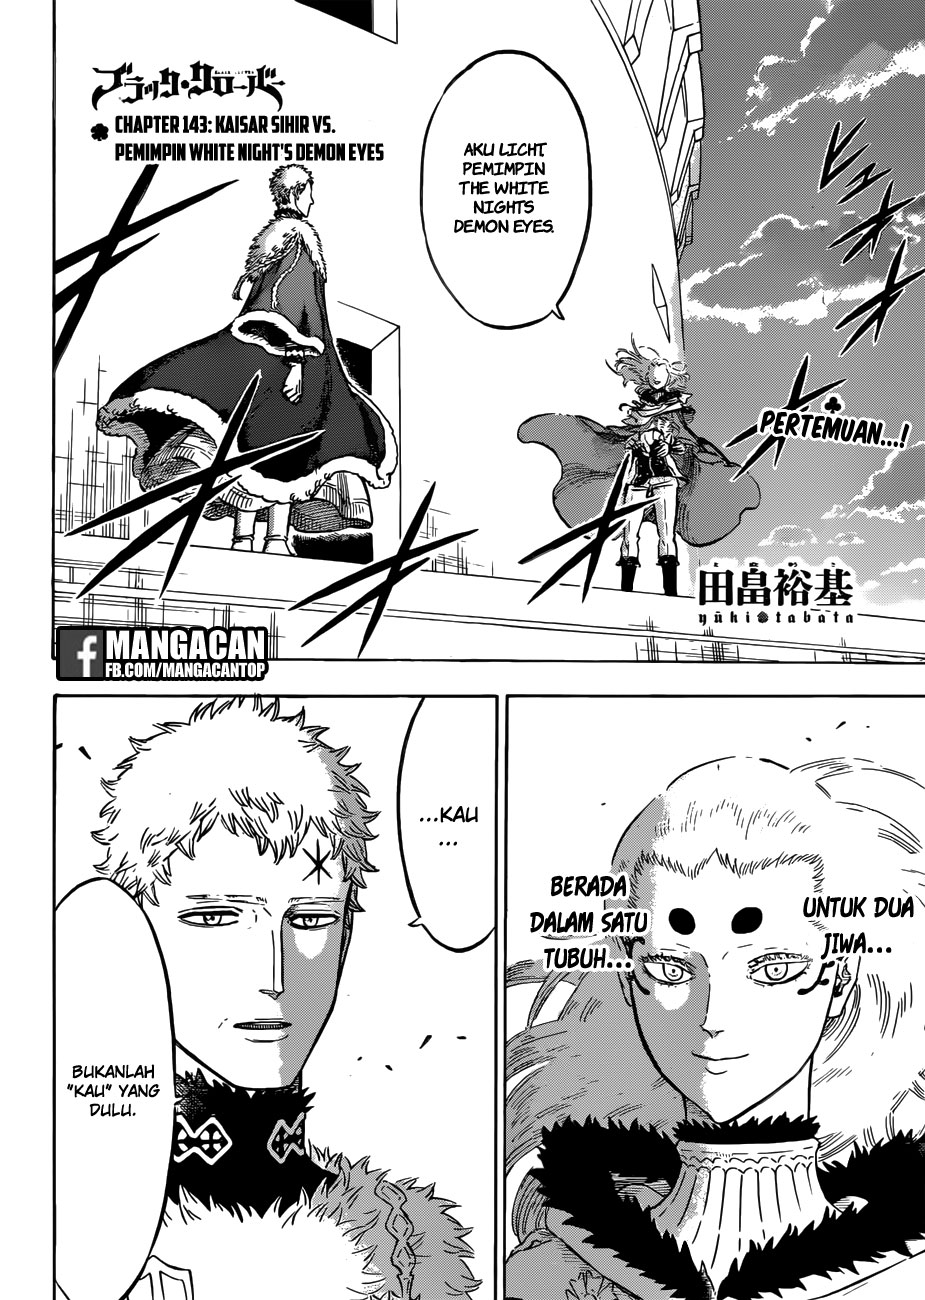 ブラッククローバー
CHAPTER 143: KAISAR SIHIR VS.
PEMIMPIN WHITE NIGHT'S DEMON EYES
AKU LICHT,
PEMIMPIN
THE WHITE
NIGHTS
DEMON EYES.
PERTEMUAN...!
田畠裕基
yūki tabata
f MANGACAN
FB.COM/MANGACANTOP
UNTUK DUA
JIWA...
BERADA
DALAM SATU
TUBUH...
...KAU
...
BUKANLAH
"KAU" YANG
DULU.